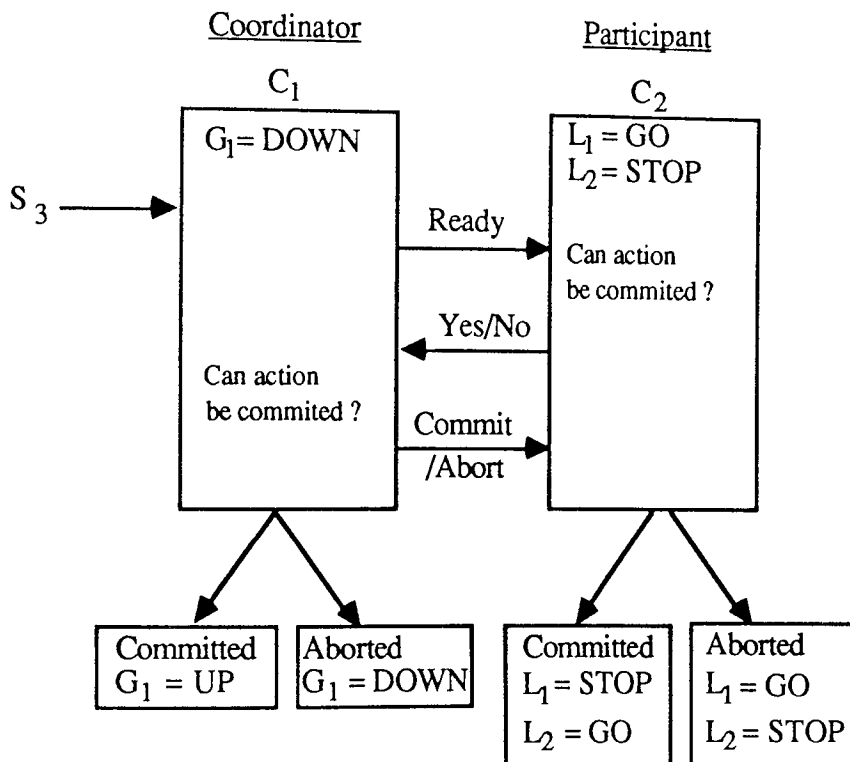 Coordinator
Participant
C1
C2
G1= DOWN
L1= GO
L2= STOP
S3
Ready
Can action
be commited ?
Yes/No
Can action
be commited ?
Commit
/Abort
Committed
G1 = UP
Aborted
G1 = DOWN
Committed
L1 = STOP
L2 = GO
Aborted
L1 = GO
L2 = STOP